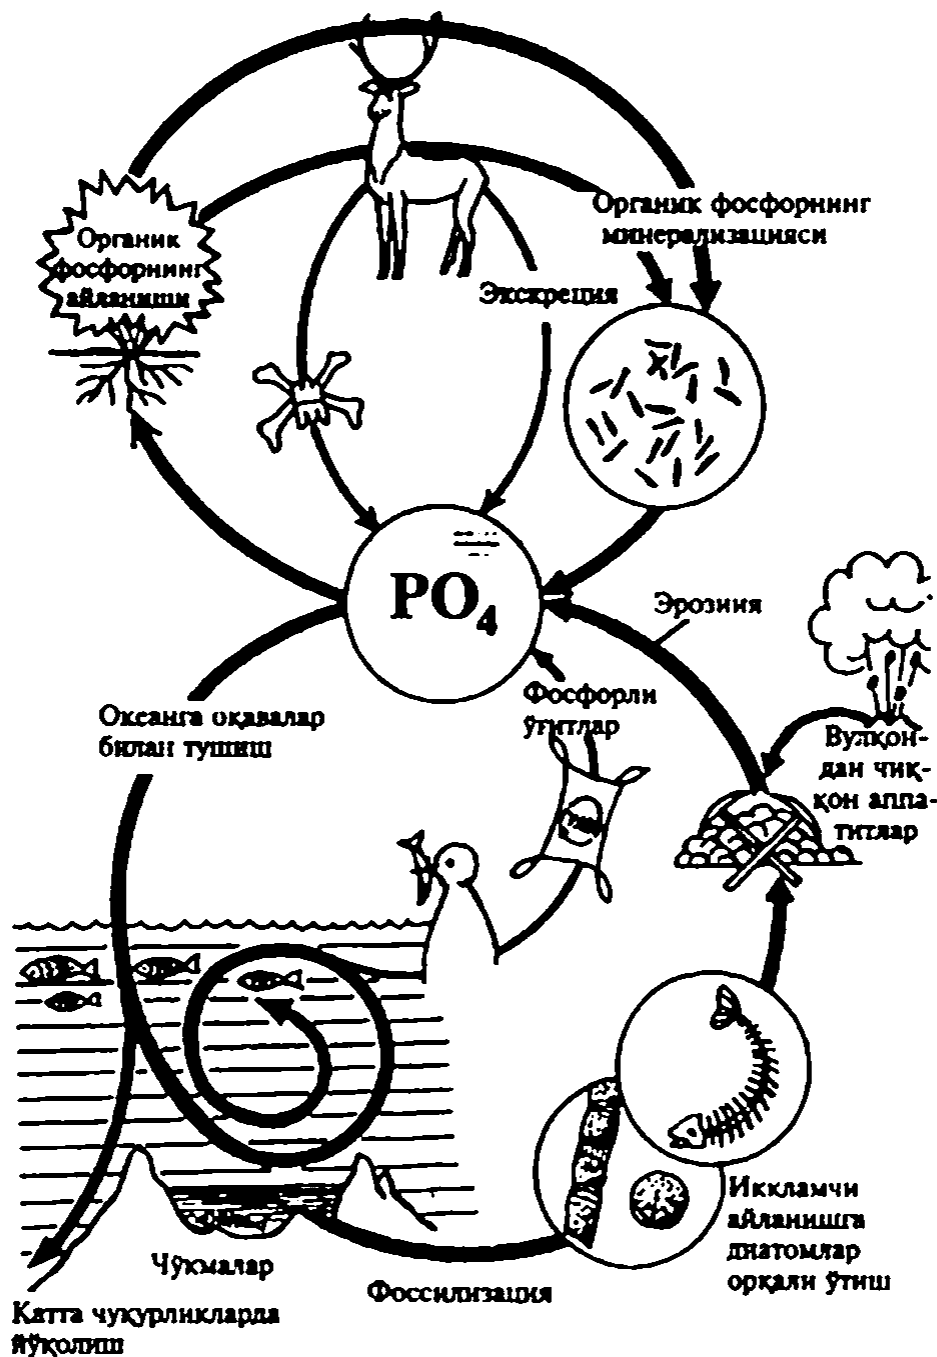 Органик фосфорнинг
минерализацияси
Органик
фосфорнинг
айланиши
Экскреция
PO₄
Эрозиия
Фосфорли
ўғитлар
Океанга оқавалар
билан тушиш
Вулқон-
дан чиқ-
қон аппа-
титлар
Иккламчи
айланишга
диатомлар
орқали ўтиш
Чўкмалар
Фоссилизация
Катта чуқурликларда
йўқолиш